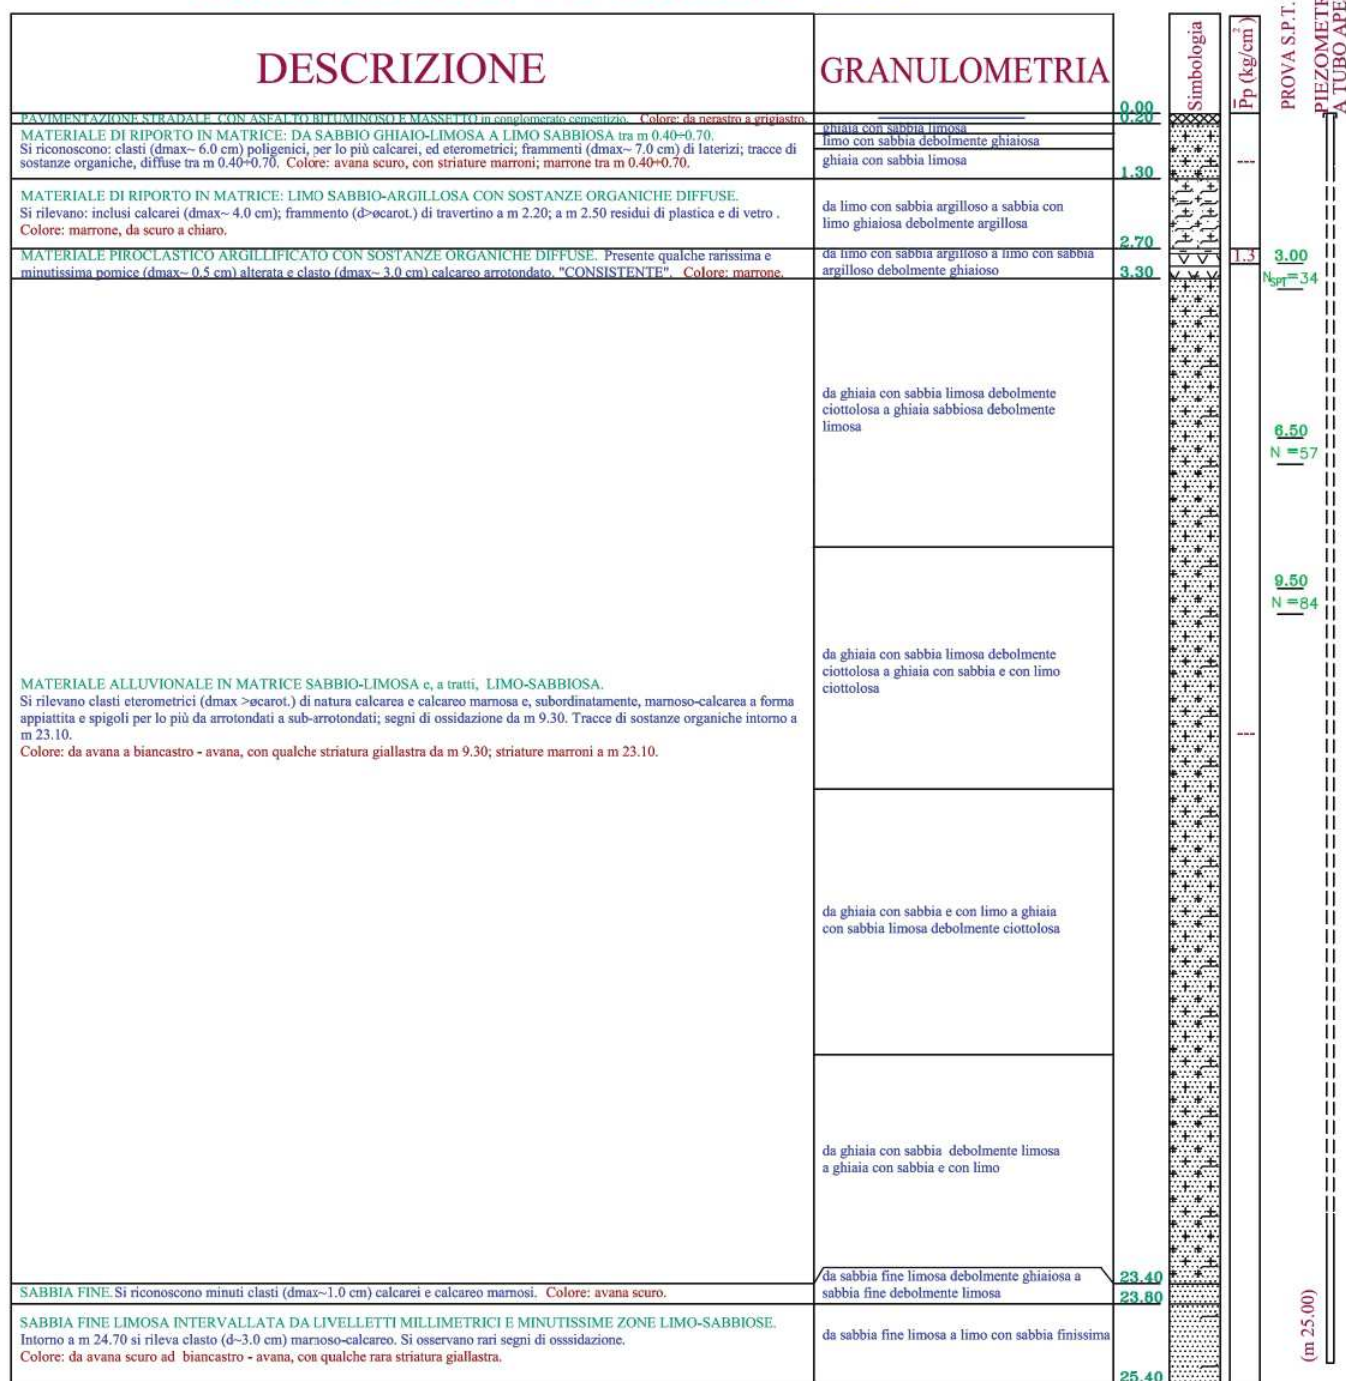 DESCRIZIONE
GRANULOMETRIA
Simbologia
Pp (kg/cm²)
PROVA S.P.T.
PIEZOMETR
A TUBO APE
0.00
PAVIMENTAZIONE STRADALE, CON ASFALTO BITUMINOSO E MASSETTO in conglomerato cementizio. Colore: da nerastro a grigiastro.
0.20
MATERIALE DI RIPORTO IN MATRICE: DA SABBIO GHIAIO-LIMOSA A LIMO SABBIOSA tra m 0.40÷0.70.
Si riconoscono: clasti (dmax~ 6.0 cm) poligenici, per lo più calcarei, ed eterometrici; frammenti (dmax~ 7.0 cm) di laterizi; tracce di
sostanze organiche, diffuse tra m 0.40÷0.70. Colore: avana scuro, con striature marroni; marrone tra m 0.40÷0.70.
ghiaia con sabbia limosa
limo con sabbia debolmente ghiaiosa
ghiaia con sabbia limosa
---
1.30
MATERIALE DI RIPORTO IN MATRICE: LIMO SABBIO-ARGILLOSA CON SOSTANZE ORGANICHE DIFFUSE.
Si rilevano: inclusi calcarei (dmax~ 4.0 cm); frammento (d>øcarot.) di travertino a m 2.20; a m 2.50 residui di plastica e di vetro .
Colore: marrone, da scuro a chiaro.
da limo con sabbia argilloso a sabbia con
limo ghiaiosa debolmente argillosa
2.70
MATERIALE PIROCLASTICO ARGILLIFICATO CON SOSTANZE ORGANICHE DIFFUSE. Presente qualche rarissima e
minutissima pomice (dmax~ 0.5 cm) alterata e clasto (dmax~ 3.0 cm) calcareo arrotondato. "CONSISTENTE". Colore: marrone.
da limo con sabbia argilloso a limo con sabbia
argilloso debolmente ghiaioso
3.30
1.3
3.00
NSPT=34
da ghiaia con sabbia limosa debolmente
ciottolosa a ghiaia sabbiosa debolmente
limosa
6.50
N =57
9.50
N =84
da ghiaia con sabbia limosa debolmente
ciottolosa a ghiaia con sabbia e con limo
ciottolosa
MATERIALE ALLUVIONALE IN MATRICE SABBIO-LIMOSA e, a tratti, LIMO-SABBIOSA.
Si rilevano clasti eterometrici (dmax >øcarot.) di natura calcarea e calcareo marnosa e, subordinatamente, marnoso-calcarea a forma
appiattita e spigoli per lo più da arrotondati a sub-arrotondati; segni di ossidazione da m 9.30. Tracce di sostanze organiche intorno a
m 23.10.
Colore: da avana a biancastro - avana, con qualche striatura giallastra da m 9.30; striature marroni a m 23.10.
---
da ghiaia con sabbia e con limo a ghiaia
con sabbia limosa debolmente ciottolosa
da ghiaia con sabbia debolmente limosa
a ghiaia con sabbia e con limo
23.40
SABBIA FINE. Si riconoscono minuti clasti (dmax~1.0 cm) calcarei e calcareo marnosi. Colore: avana scuro.
da sabbia fine limosa debolmente ghiaiosa a
sabbia fine debolmente limosa
23.80
SABBIA FINE LIMOSA INTERVALLATA DA LIVELLETTI MILLIMETRICI E MINUTISSIME ZONE LIMO-SABBIOSE.
Intorno a m 24.70 si rileva clasto (d~3.0 cm) marnoso-calcareo. Si osservano rari segni di osssidazione.
Colore: da avana scuro ad biancastro - avana, con qualche rara striatura giallastra.
da sabbia fine limosa a limo con sabbia finissima
(m 25.00)
25.40